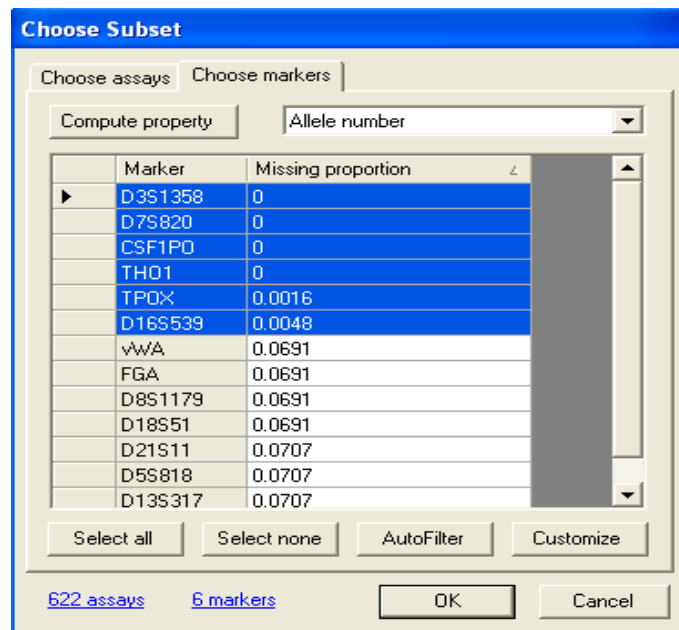 Choose Subset
Choose assays Choose markers
Compute property Allele number
Marker Missing proportion
D3S1358 0
D7S820 0
CSF1PO 0
THO1 0
TPOX 0.0016
D16S539 0.0048
vWA 0.0691
FGA 0.0691
D8S1179 0.0691
D18S51 0.0691
D21S11 0.0707
D5S818 0.0707
D13S317 0.0707
Select all Select none AutoFilter Customize
622 assays 6 markers OK Cancel